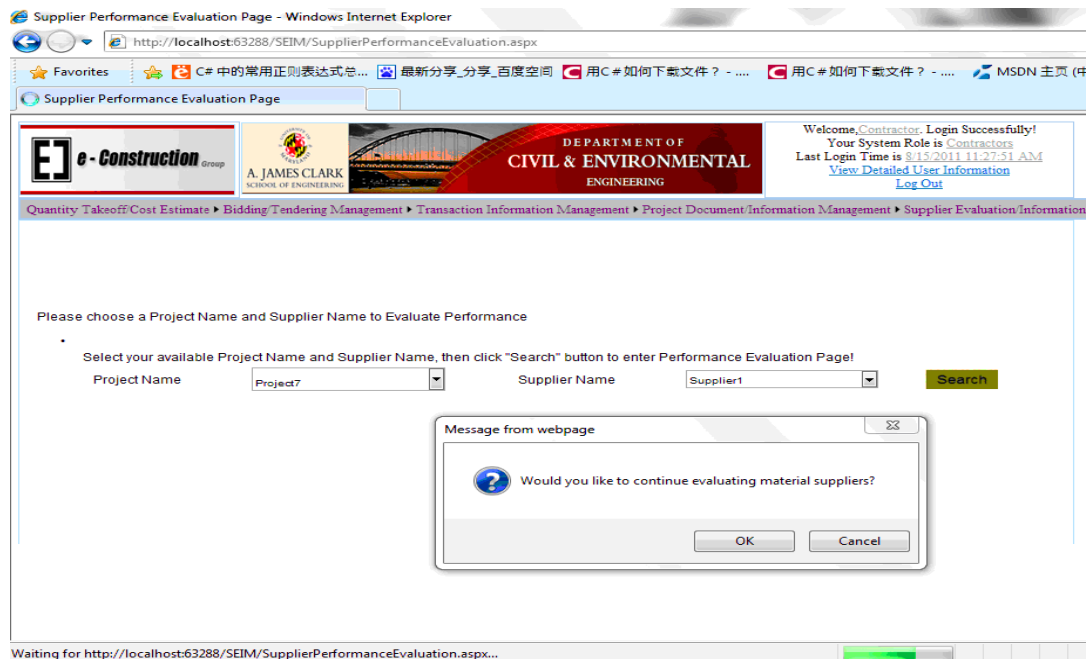 Supplier Performance Evaluation Page - Windows Internet Explorer
http://localhost:63288/SEIM/SupplierPerformanceEvaluation.aspx
Favorites C# 中的常用正则表达式总... 最新分享_分享_百度空间 用C#如何下载文件？ - .... 用C#如何下载文件？ - .... MSDN 主页 (中
Supplier Performance Evaluation Page
e - Construction Group
A. JAMES CLARK
SCHOOL OF ENGINEERING
DEPARTMENT OF
CIVIL & ENVIRONMENTAL
ENGINEERING
Welcome,Contractor. Login Successfully!
Your System Role is Contractors
Last Login Time is 8/15/2011 11:27:51 AM
View Detailed User Information
Log Out
Quantity Takeoff/Cost Estimate Bidding/Tendering Management Transaction Information Management Project Document/Information Management Supplier Evaluation/Information
Please choose a Project Name and Supplier Name to Evaluate Performance
Select your available Project Name and Supplier Name, then click "Search" button to enter Performance Evaluation Page!
Project Name Project7 Supplier Name Supplier1 Search
Message from webpage
Would you like to continue evaluating material suppliers?
OK Cancel
Waiting for http://localhost:63288/SEIM/SupplierPerformanceEvaluation.aspx...